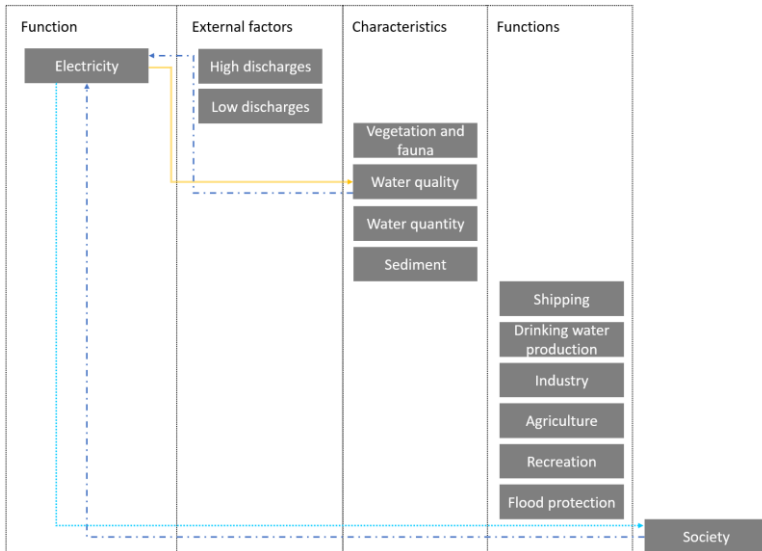 Function
External factors
Characteristics
Functions
Electricity
High discharges
Low discharges
Vegetation and
fauna
Water quality
Water quantity
Sediment
Shipping
Drinking water
production
Industry
Agriculture
Recreation
Flood protection
Society